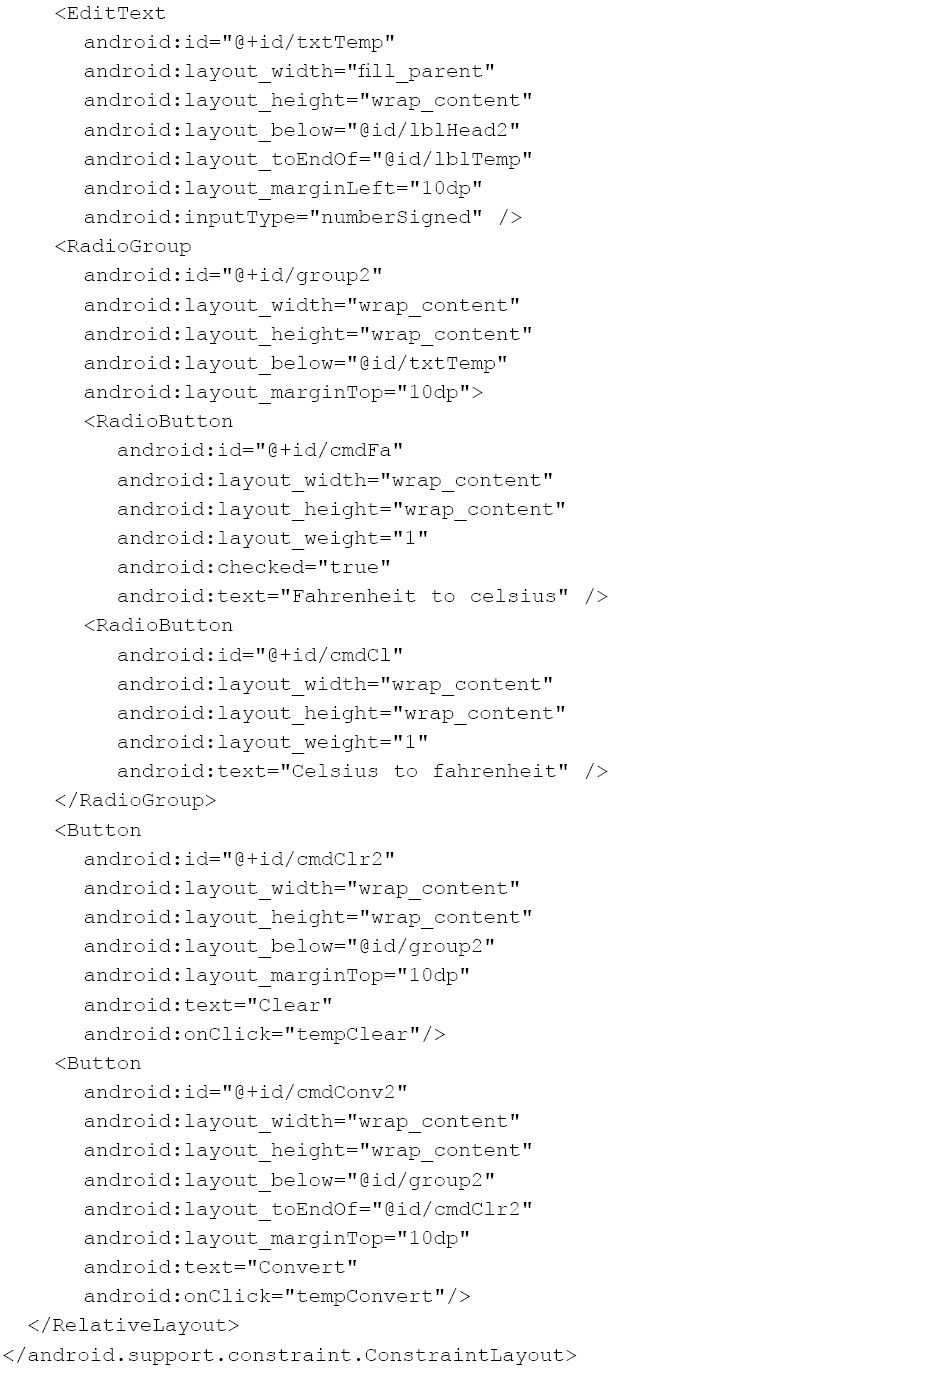 <EditText
android:id="@+id/txtTemp"
android:layout_width="fill_parent"
android:layout_height="wrap_content"
android:layout_below="@id/lblHead2"
android:layout_toEndOf="@id/lblTemp"
android:layout_marginLeft="10dp"
android:inputType="numberSigned" />
<RadioGroup
android:id="@+id/group2"
android:layout_width="wrap_content"
android:layout_height="wrap_content"
android:layout_below="@id/txtTemp"
android:layout_marginTop="10dp">
<RadioButton
android:id="@+id/cmdFa"
android:layout_width="wrap_content"
android:layout_height="wrap_content"
android:layout_weight="1"
android:checked="true"
android:text="Fahrenheit to celsius" />
<RadioButton
android:id="@+id/cmdCl"
android:layout_width="wrap_content"
android:layout_height="wrap_content"
android:layout_weight="1"
android:text="Celsius to fahrenheit" />
</RadioGroup>
<Button
android:id="@+id/cmdClr2"
android:layout_width="wrap_content"
android:layout_height="wrap_content"
android:layout_below="@id/group2"
android:layout_marginTop="10dp"
android:text="Clear"
android:onClick="tempClear"/>
<Button
android:id="@+id/cmdConv2"
android:layout_width="wrap_content"
android:layout_height="wrap_content"
android:layout_below="@id/group2"
android:layout_toEndOf="@id/cmdClr2"
android:layout_marginTop="10dp"
android:text="Convert"
android:onClick="tempConvert"/>
</RelativeLayout>
</android.support.constraint.ConstraintLayout>